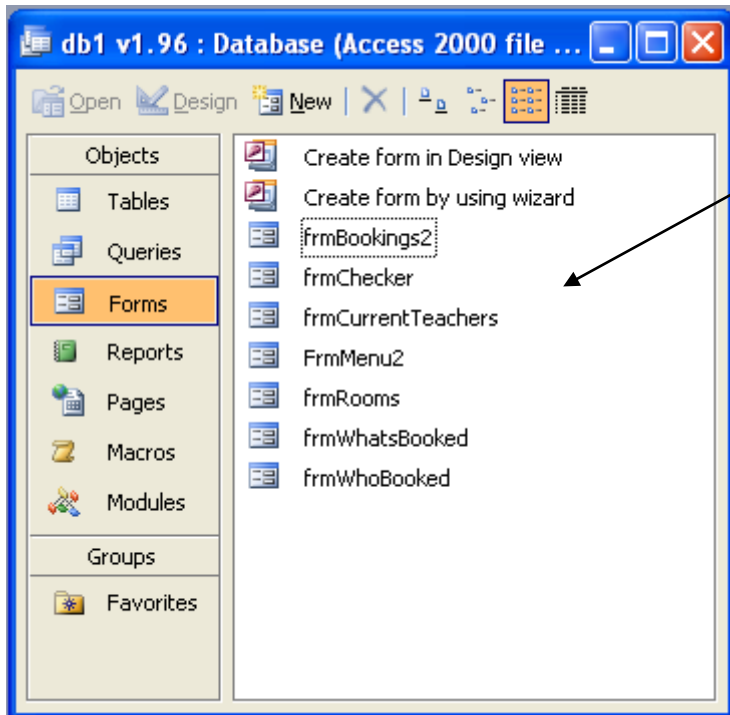 db1 v1.96 : Database (Access 2000 file ...
Open Design New
Objects
Tables
Queries
Forms
Reports
Pages
Macros
Modules
Groups
Favorites
Create form in Design view
Create form by using wizard
frmBookings2
frmChecker
frmCurrentTeachers
FrmMenu2
frmRooms
frmWhatsBooked
frmWhoBooked